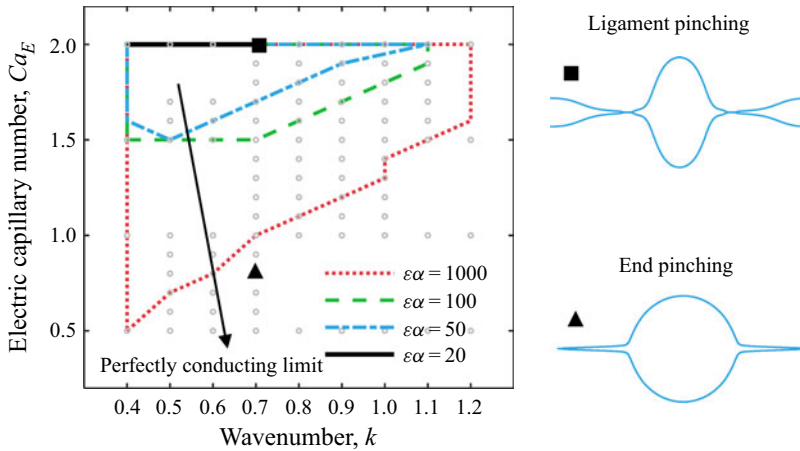 Electric capillary number, Ca_E
2.0
1.5
1.0
0.5
εα = 1000
εα = 100
εα = 50
εα = 20
Perfectly conducting limit
0.4 0.5 0.6 0.7 0.8 0.9 1.0 1.1 1.2
Wavenumber, k
Ligament pinching
End pinching